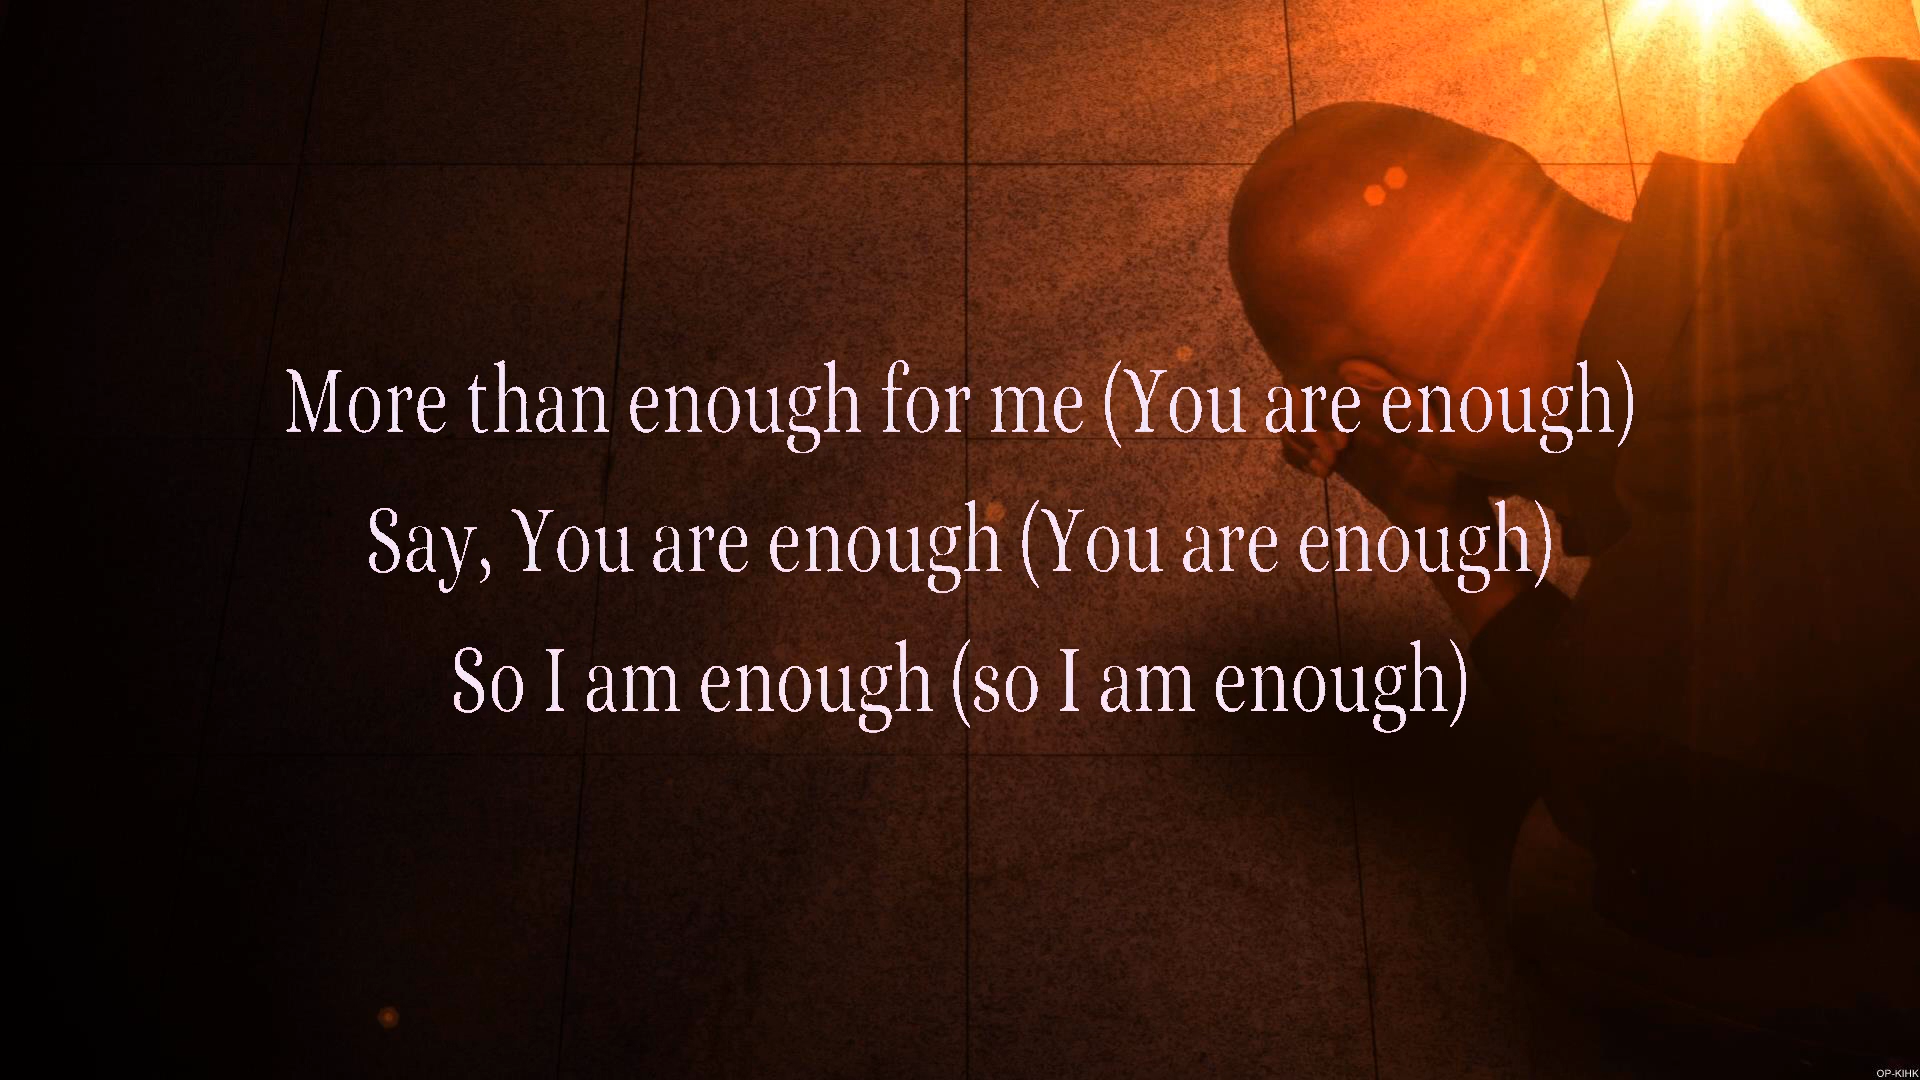 More than enough for me (You are enough)
Say, You are enough (You are enough)
So I am enough (so I am enough)
OP-KIHK